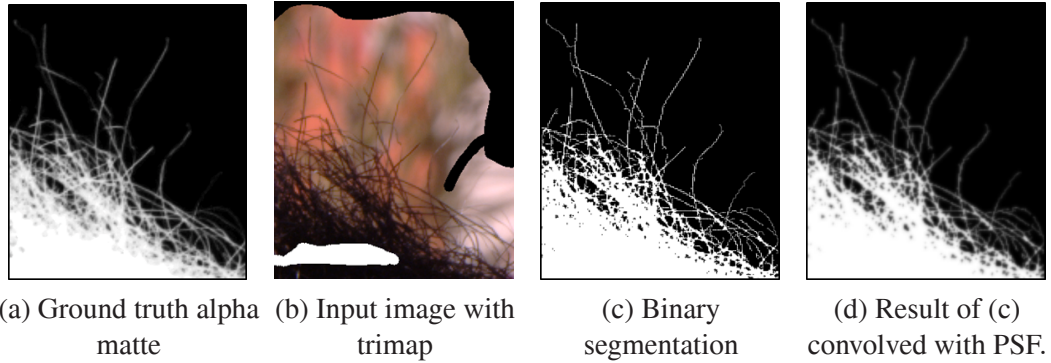 (a) Ground truth alpha
matte
(b) Input image with
trimap
(c) Binary
segmentation
(d) Result of (c)
convolved with PSF.